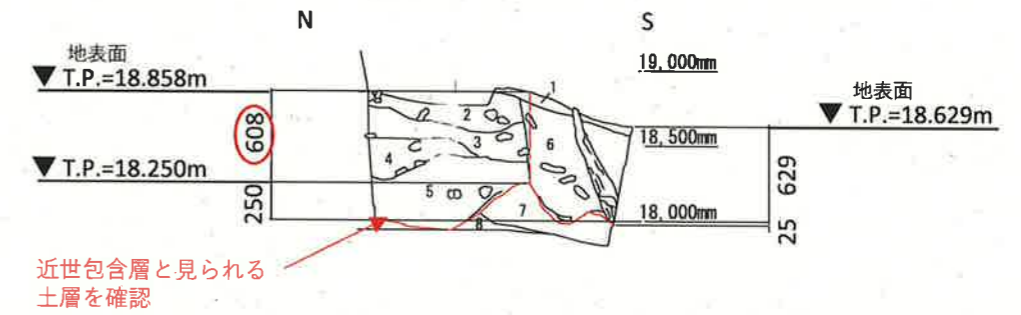 N
S
地表面
▼ T.P.=18.858m
19,000mm
地表面
▼ T.P.=18.629m
1
2
3
4
5
6
7
8
608
18,500mm
▼ T.P.=18.250m
629
250
18,000mm
25
近世包含層と見られる
土層を確認